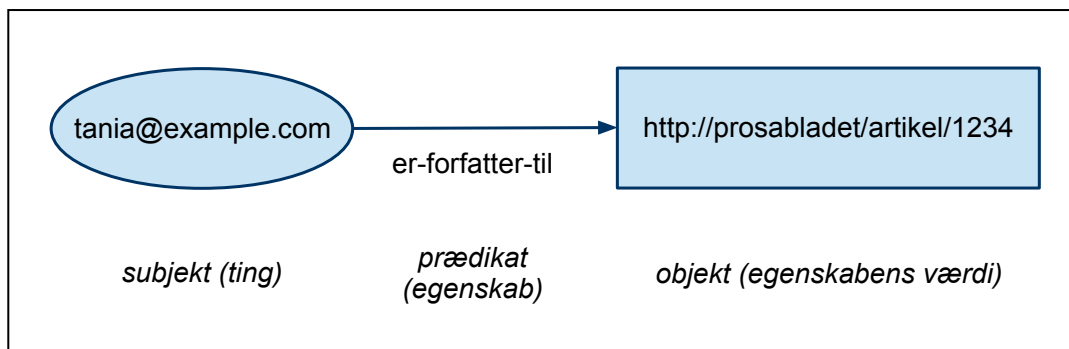 tania@example.com
http://prosabladet/artikel/1234
er-forfatter-til
subjekt (ting)
prædikat
(egenskab)
objekt (egenskabens værdi)